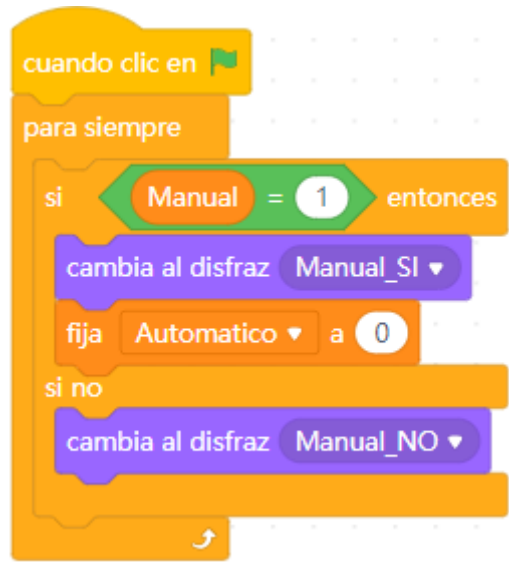 cuando clic en
para siempre
si Manual = 1 entonces
cambia al disfraz Manual_SI
fija Automatico a 0
si no
cambia al disfraz Manual_NO